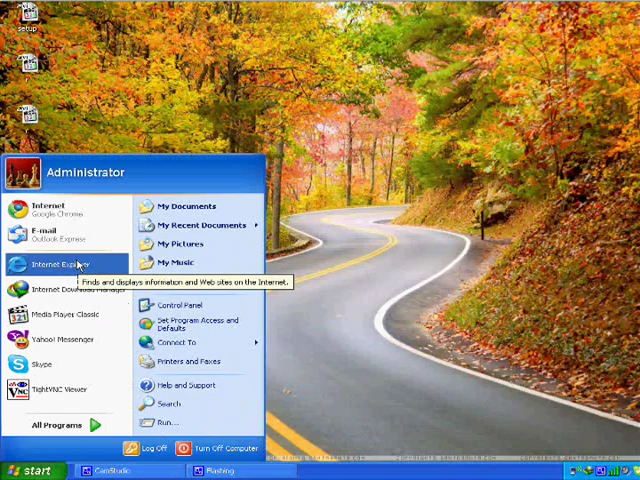 setup
Administrator
Internet
Google Chrome
E-mail
Outlook Express
Internet Explorer
Finds and displays information and Web sites on the Internet.
Internet Download Manager
Media Player Classic
Yahoo! Messenger
Skype
TightVNC Viewer
All Programs
My Documents
My Recent Documents
My Pictures
My Music
Control Panel
Set Program Access and
Defaults
Connect To
Printers and Faxes
Help and Support
Search
Run...
Log Off
Turn Off Computer
start
CamStudio
Flashing